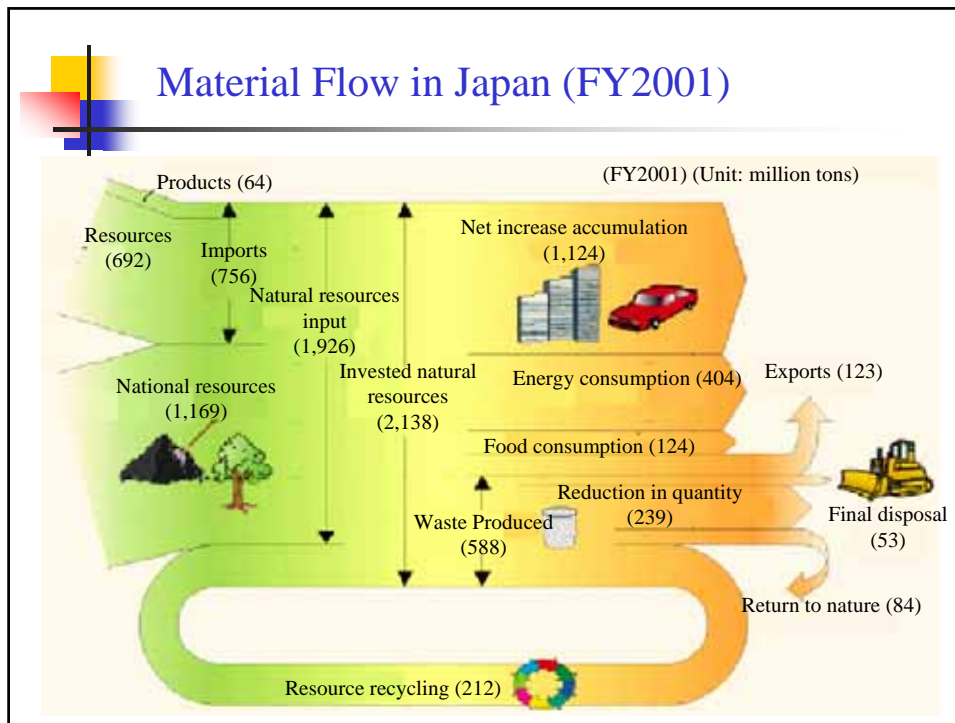 Material Flow in Japan (FY2001)
(FY2001) (Unit: million tons)
Products (64)
Resources
(692)
Imports
(756)
Natural resources
input
(1,926)
National resources
(1,169)
Invested natural
resources
(2,138)
Net increase accumulation
(1,124)
Energy consumption (404)
Exports (123)
Food consumption (124)
Reduction in quantity
(239)
Waste Produced
(588)
Final disposal
(53)
Return to nature (84)
Resource recycling (212)